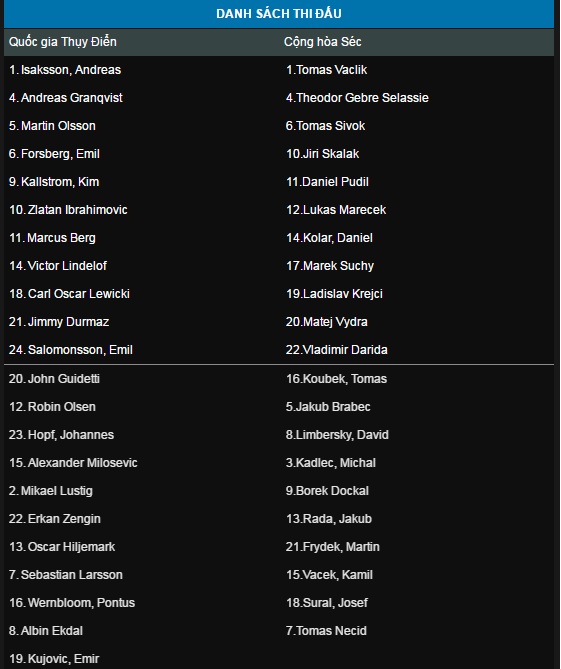 DANH SÁCH THI ĐẤU
Quốc gia Thụy Điển Cộng hòa Séc
1. Isaksson, Andreas 1.Tomas Vaclik
4. Andreas Granqvist 4.Theodor Gebre Selassie
5. Martin Olsson 6.Tomas Sivok
6. Forsberg, Emil 10.Jiri Skalak
9. Kallstrom, Kim 11.Daniel Pudil
10. Zlatan Ibrahimovic 12.Lukas Marecek
11. Marcus Berg 14.Kolar, Daniel
14. Victor Lindelof 17.Marek Suchy
18. Carl Oscar Lewicki 19.Ladislav Krejci
21. Jimmy Durmaz 20.Matej Vydra
24. Salomonsson, Emil 22.Vladimir Darida
20. John Guidetti 16.Koubek, Tomas
12. Robin Olsen 5.Jakub Brabec
23. Hopf, Johannes 8.Limbersky, David
15. Alexander Milosevic 3.Kadlec, Michal
2. Mikael Lustig 9.Borek Dockal
22. Erkan Zengin 13.Rada, Jakub
13. Oscar Hiljemark 21.Frydek, Martin
7. Sebastian Larsson 15.Vacek, Kamil
16. Wernbloom, Pontus 18.Sural, Josef
8. Albin Ekdal 7.Tomas Necid
19. Kujovic, Emir